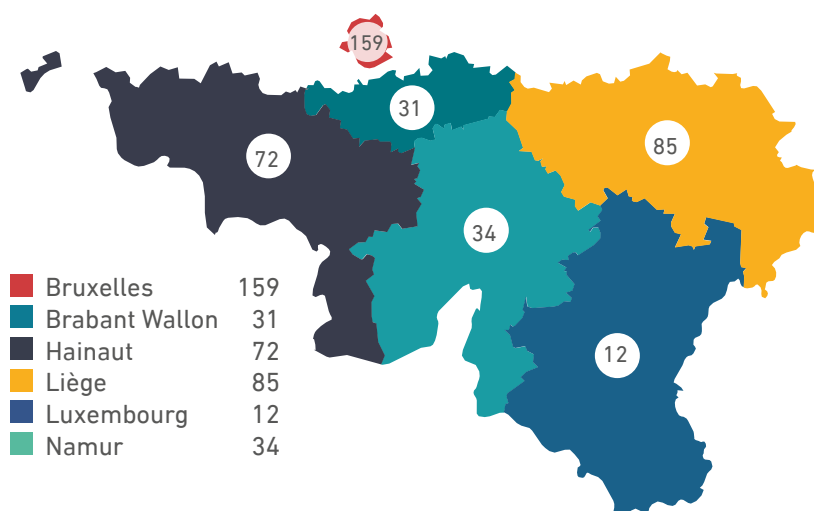 159
31
72
85
34
12
Bruxelles 159
Brabant Wallon 31
Hainaut 72
Liège 85
Luxembourg 12
Namur 34